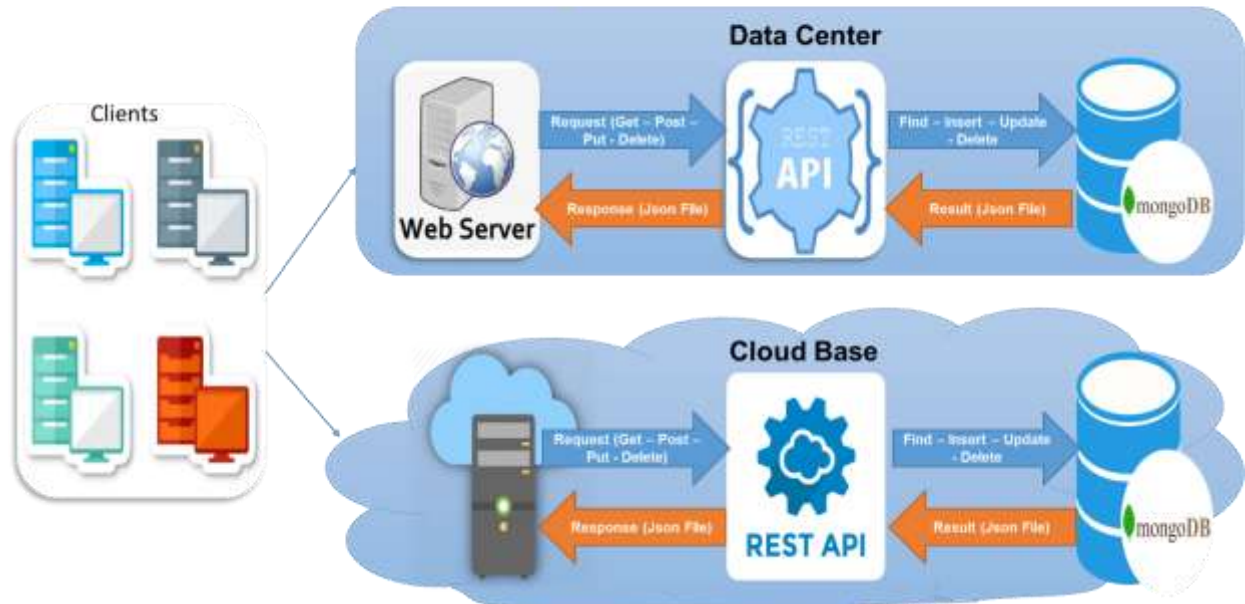 Clients
Data Center
Web Server
Request (Get – Post –
Put - Delete)
Response (Json File)
REST
API
Find – Insert – Update
- Delete
Result (Json File)
mongoDB
Cloud Base
Request (Get – Post –
Put - Delete)
Response (Json File)
REST API
Find – Insert – Update
- Delete
Result (Json File)
mongoDB